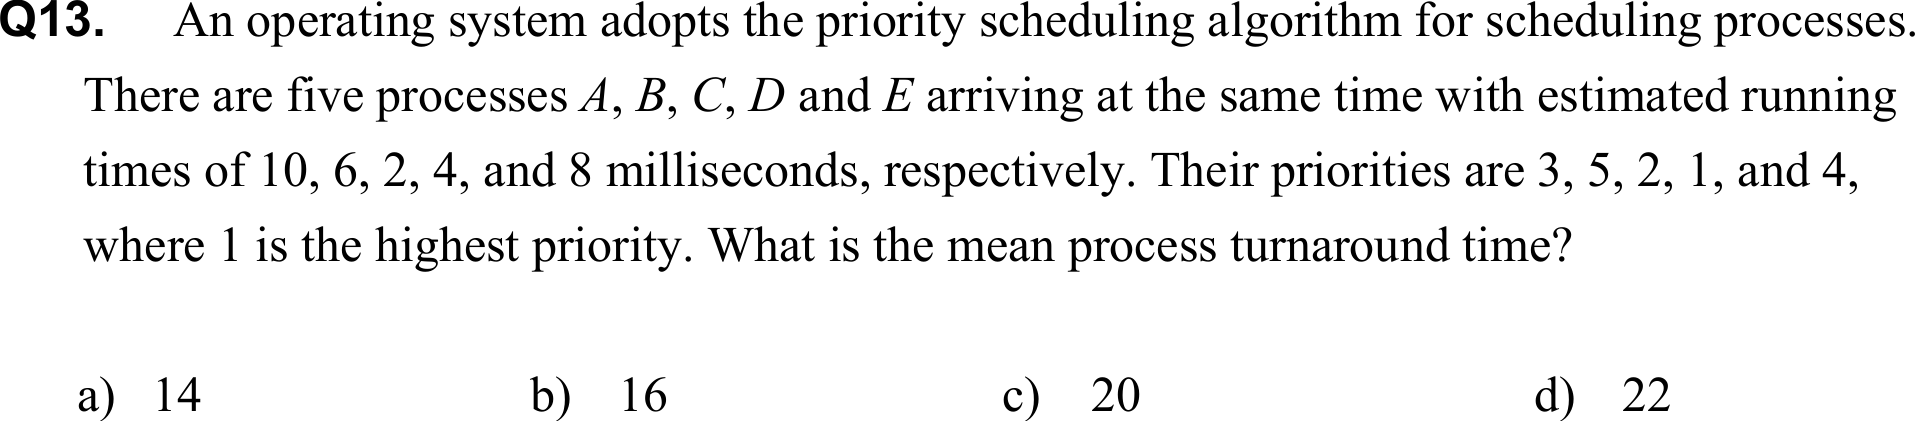 Q13. An operating system adopts the priority scheduling algorithm for scheduling processes.
There are five processes A, B, C, D and E arriving at the same time with estimated running
times of 10, 6, 2, 4, and 8 milliseconds, respectively. Their priorities are 3, 5, 2, 1, and 4,
where 1 is the highest priority. What is the mean process turnaround time?
a) 14 b) 16 c) 20 d) 22